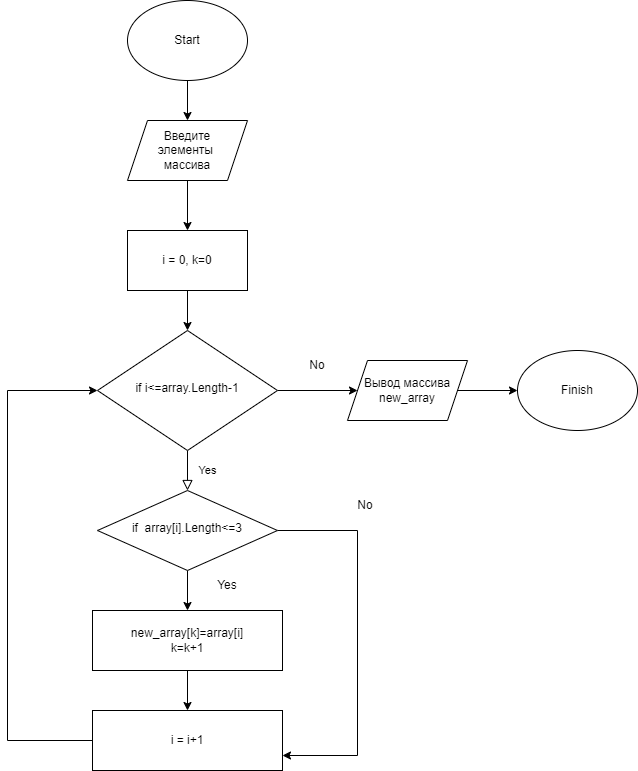 Start
Введите
элементы
массива
i = 0, k=0
if i<=array.Length-1
No
Вывод массива
new_array
Finish
Yes
if  array[i].Length<=3
No
Yes
new_array[k]=array[i]
k=k+1
i = i+1